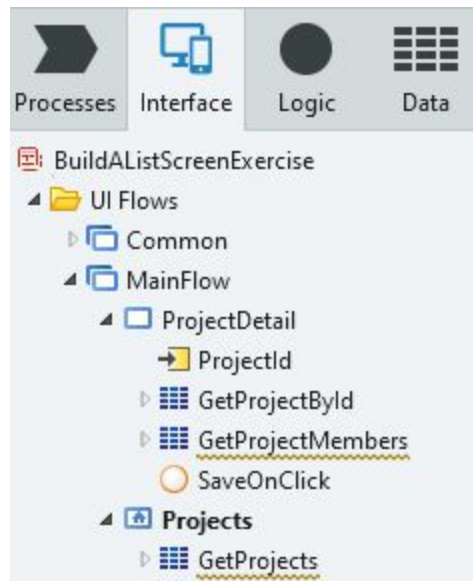 Processes Interface Logic Data
BuildAListScreenExercise
UI Flows
Common
MainFlow
ProjectDetail
ProjectId
GetProjectById
GetProjectMembers
SaveOnClick
Projects
GetProjects